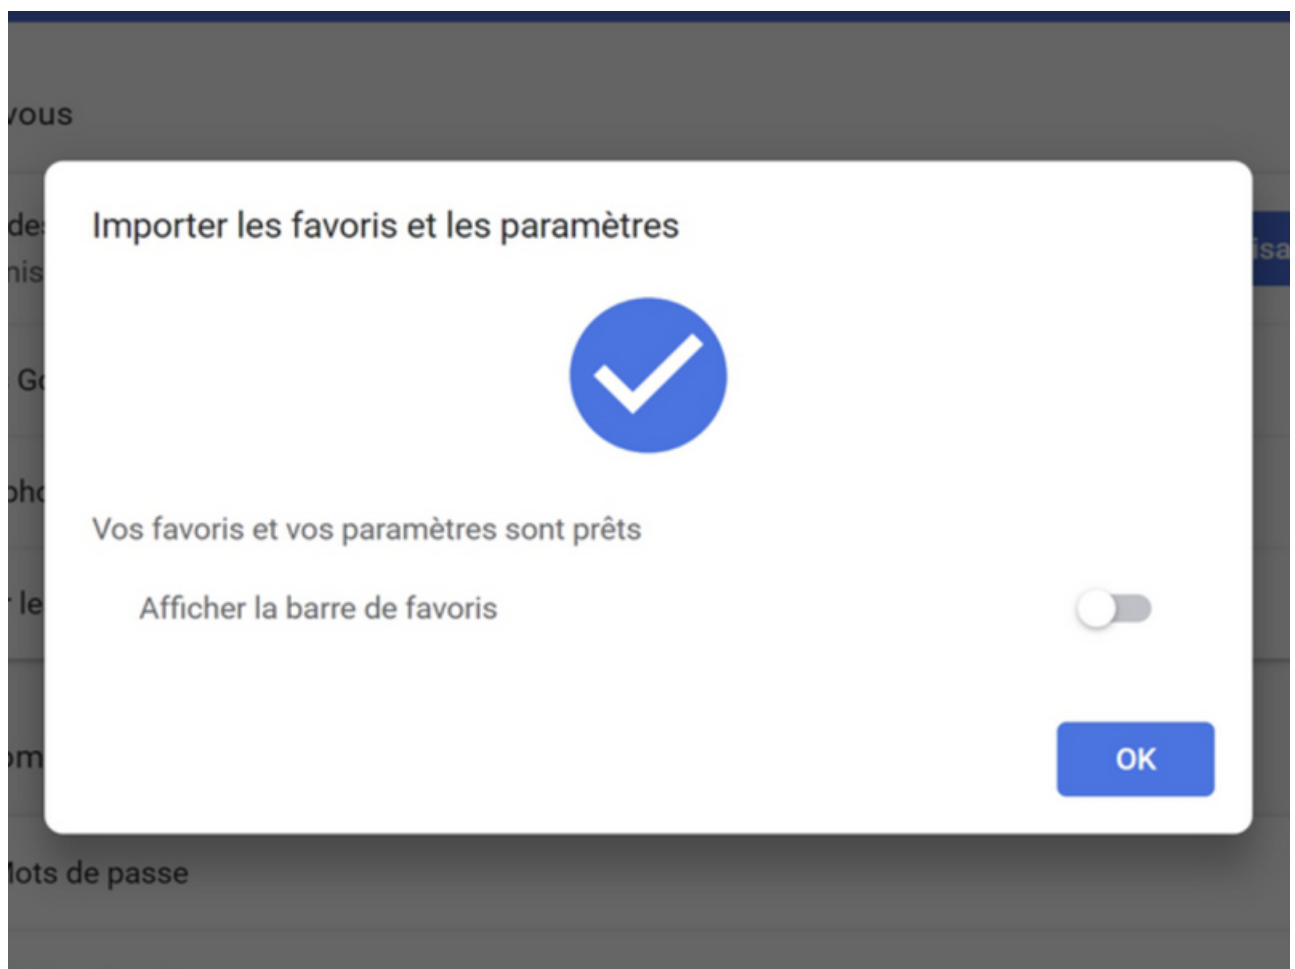 vous
Importer les favoris et les paramètres
Vos favoris et vos paramètres sont prêts
Afficher la barre de favoris
OK
de passe